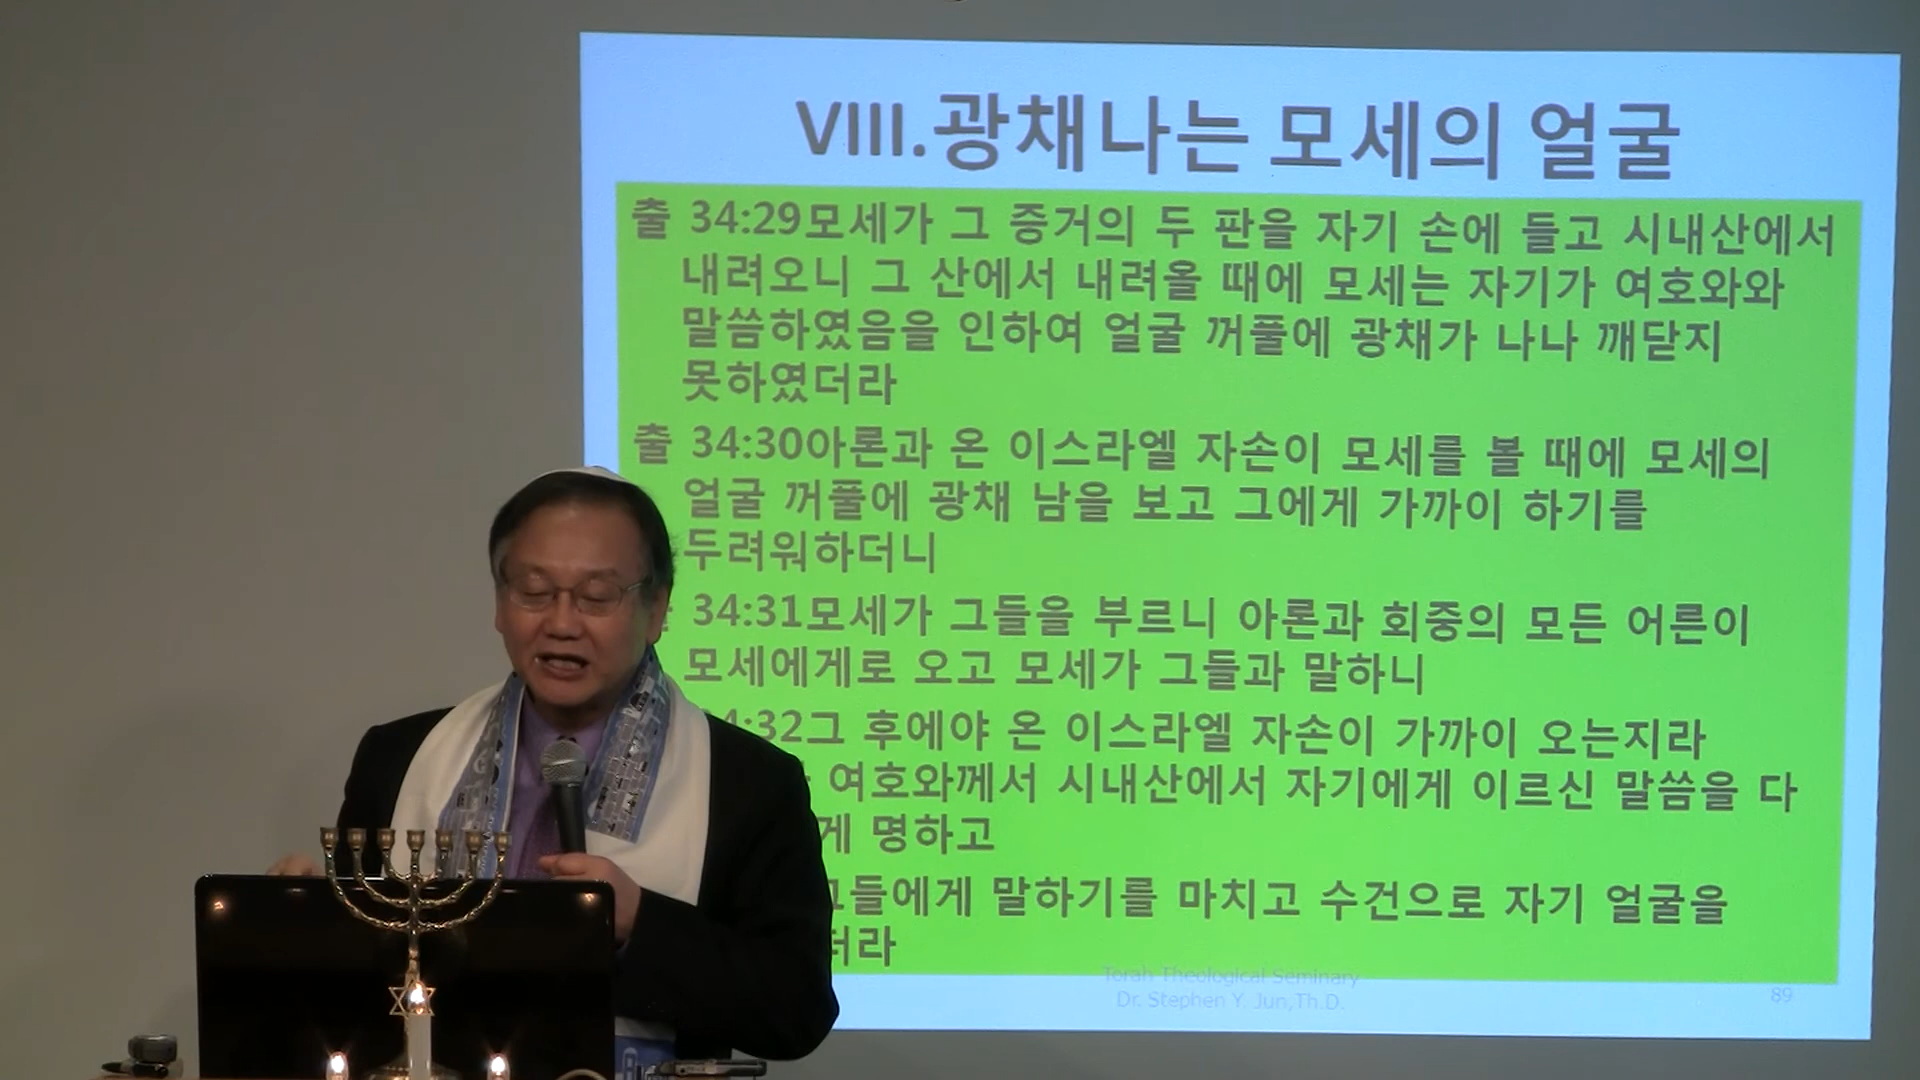 VIII.광채나는 모세의 얼굴
출 34:29모세가 그 증거의 두 판을 자기 손에 들고 시내산에서
내려오니 그 산에서 내려올 때에 모세는 자기가 여호와와
말씀하였음을 인하여 얼굴 꺼풀에 광채가 나나 깨닫지
못하였더라
출 34:30아론과 온 이스라엘 자손이 모세를 볼 때에 모세의
얼굴 꺼풀에 광채 남을 보고 그에게 가까이 하기를
두려워하더니
34:31모세가 그들을 부르니 아론과 회중의 모든 어른이
모세에게로 오고 모세가 그들과 말하니
34:32그 후에야 온 이스라엘 자손이 가까이 오는지라
여호와께서 시내산에서 자기에게 이르신 말씀을 다
게 명하고
그들에게 말하기를 마치고 수건으로 자기 얼굴을
더라
Torah Theological Seminary
Dr. Stephen Y. Jun,Th.D.
89